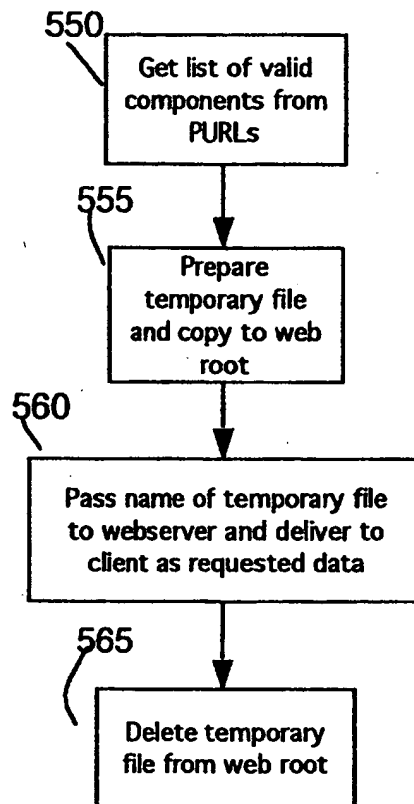 550
Get list of valid
components from
PURLs
555
Prepare
temporary file
and copy to web
root
560
Pass name of temporary file
to webserver and deliver to
client as requested data
565
Delete temporary
file from web root